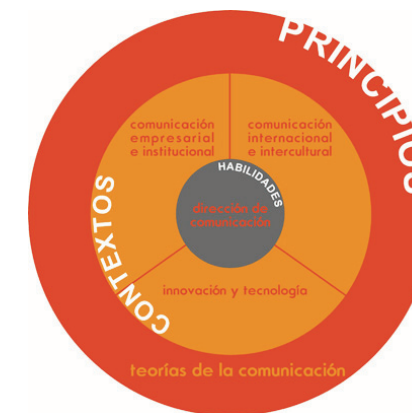 PRINCIPIOS
comunicación
empresarial
e institucional
comunicación
internacional
e intercultural
HABILIDADES
dirección de
comunicación
CONTEXTOS
innovación y tecnología
teorías de la comunicación